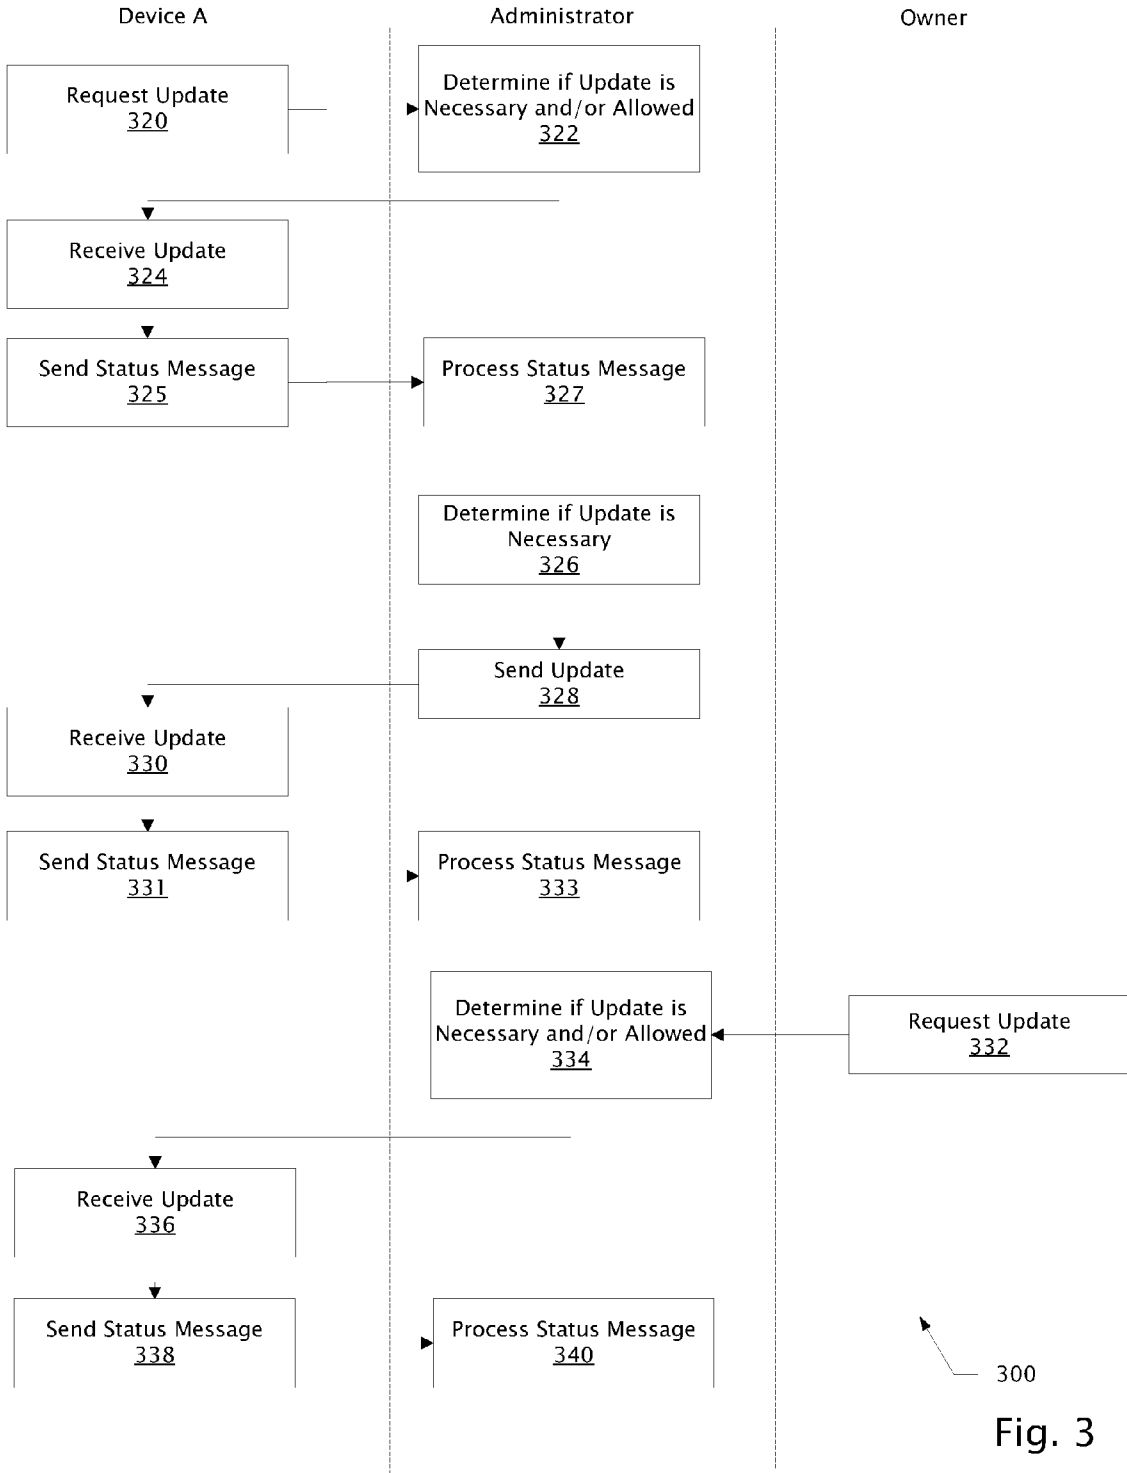 Device A
Administrator
Owner
Request Update
320
Determine if Update is
Necessary and/or Allowed
322
Receive Update
324
Send Status Message
325
Process Status Message
327
Determine if Update is
Necessary
326
Send Update
328
Receive Update
330
Send Status Message
331
Process Status Message
333
Determine if Update is
Necessary and/or Allowed
334
Request Update
332
Receive Update
336
Send Status Message
338
Process Status Message
340
300
Fig. 3